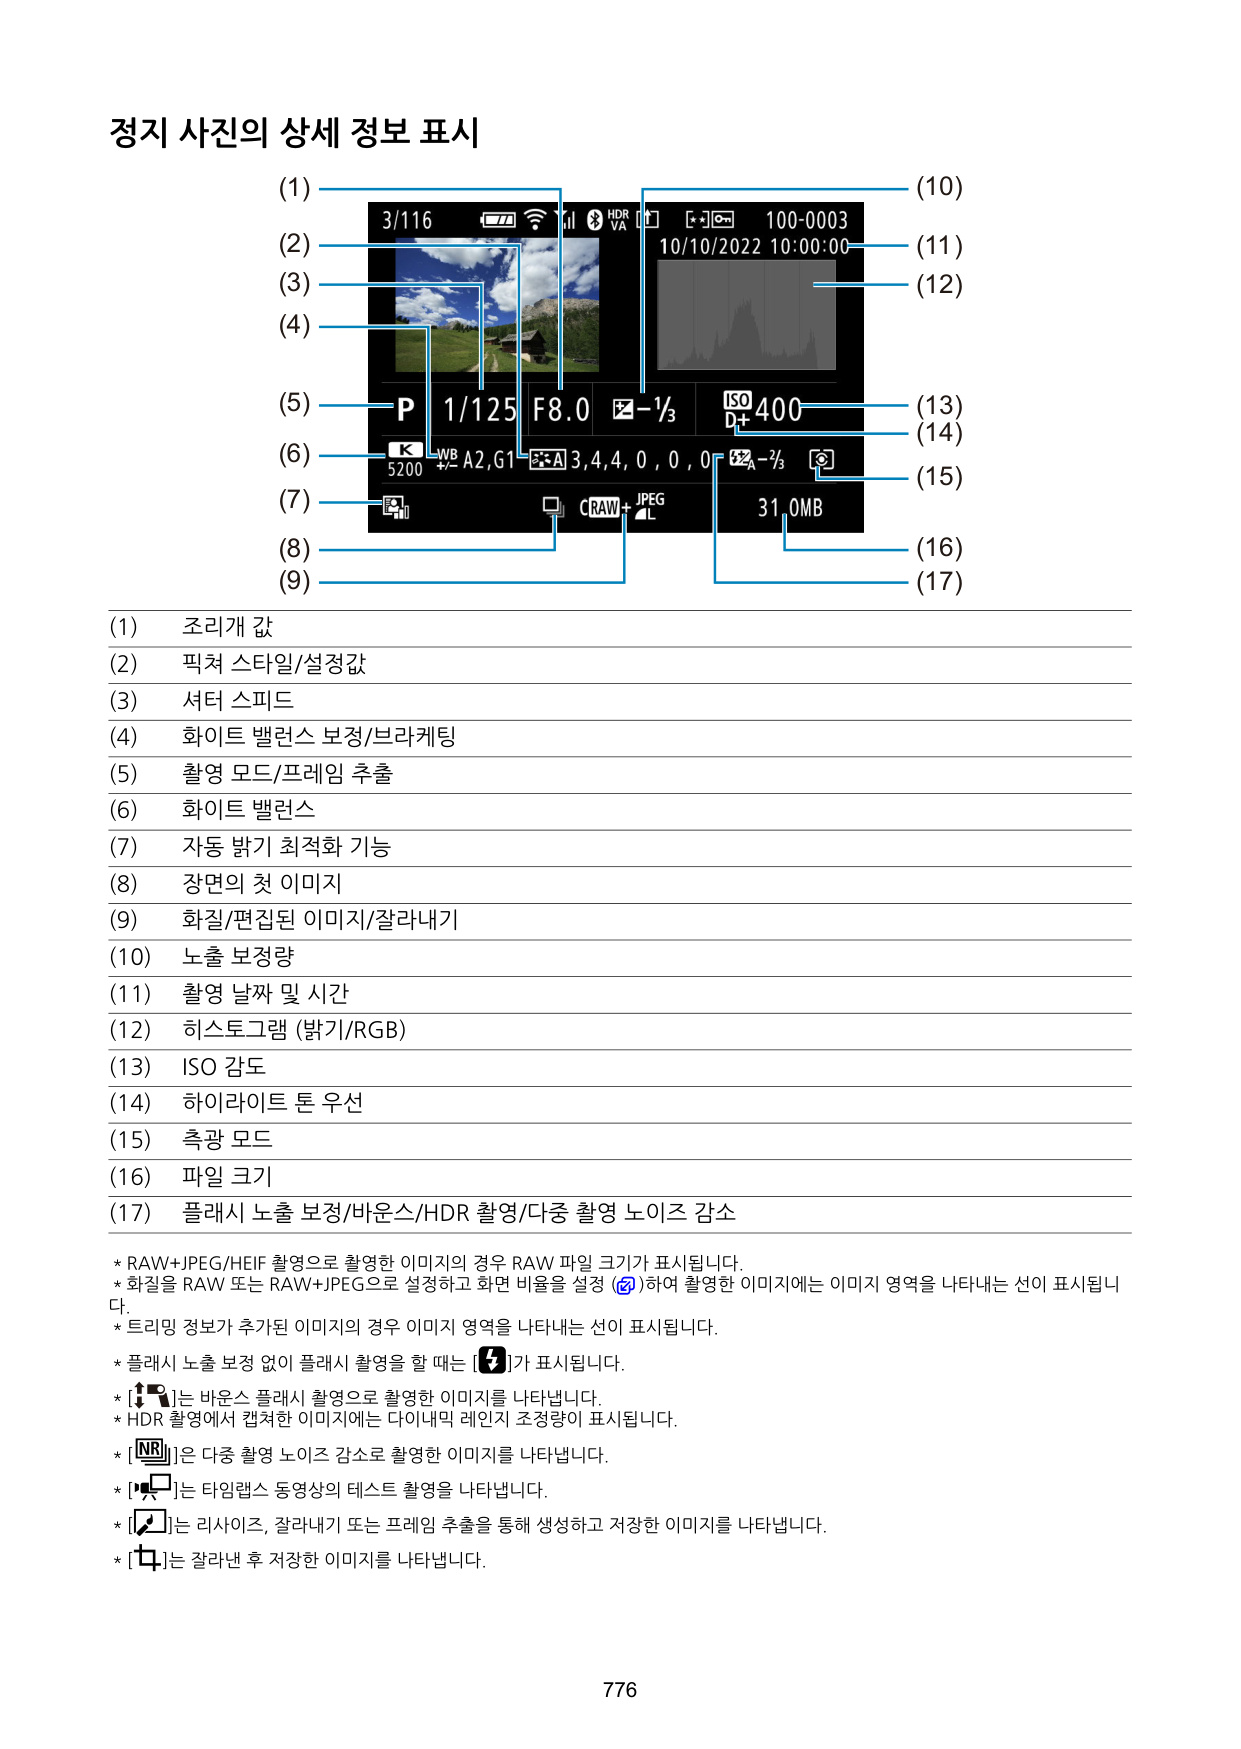 정지 사진의 상세 정보 표시
(1) (10)
3/116 HDR VA 100-0003
(2) 10/10/2022 10:00:00 (11)
(3) (12)
(4)
(5) P 1/125 F8.0 −⅓ ISO D+ 400 (13)
(14)
(6) K 5200 WB +/− A2,G1 A 3,4,4, 0 , 0 , 0 A −⅔ (15)
(7) CRAW+ JPEG L 31.0MB
(8) (16)
(9) (17)
(1) 조리개 값
(2) 픽쳐 스타일/설정값
(3) 셔터 스피드
(4) 화이트 밸런스 보정/브라케팅
(5) 촬영 모드/프레임 추출
(6) 화이트 밸런스
(7) 자동 밝기 최적화 기능
(8) 장면의 첫 이미지
(9) 화질/편집된 이미지/잘라내기
(10) 노출 보정량
(11) 촬영 날짜 및 시간
(12) 히스토그램 (밝기/RGB)
(13) ISO 감도
(14) 하이라이트 톤 우선
(15) 측광 모드
(16) 파일 크기
(17) 플래시 노출 보정/바운스/HDR 촬영/다중 촬영 노이즈 감소
* RAW+JPEG/HEIF 촬영으로 촬영한 이미지의 경우 RAW 파일 크기가 표시됩니다.
* 화질을 RAW 또는 RAW+JPEG으로 설정하고 화면 비율을 설정 ( )하여 촬영한 이미지에는 이미지 영역을 나타내는 선이 표시됩니
다.
* 트리밍 정보가 추가된 이미지의 경우 이미지 영역을 나타내는 선이 표시됩니다.
* 플래시 노출 보정 없이 플래시 촬영을 할 때는 [ ]가 표시됩니다.
* [ ]는 바운스 플래시 촬영으로 촬영한 이미지를 나타냅니다.
* HDR 촬영에서 캡쳐한 이미지에는 다이내믹 레인지 조정량이 표시됩니다.
* [NR]은 다중 촬영 노이즈 감소로 촬영한 이미지를 나타냅니다.
* [ ]는 타임랩스 동영상의 테스트 촬영을 나타냅니다.
* [ ]는 리사이즈, 잘라내기 또는 프레임 추출을 통해 생성하고 저장한 이미지를 나타냅니다.
* [ ]는 잘라낸 후 저장한 이미지를 나타냅니다.
776